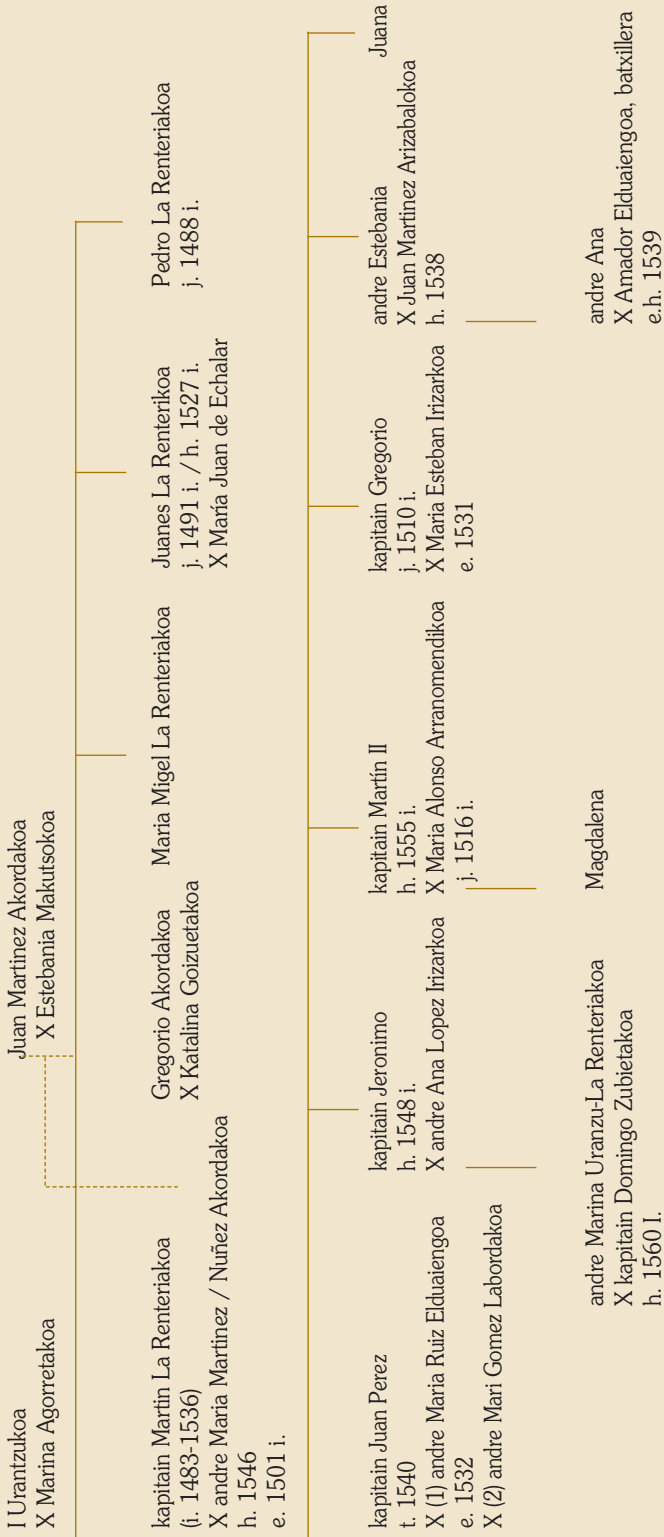 I Urantzukoa
X Marina Agorretakoa
Juan Martinez Akordakoa
X Estebania Makutsokoa
kapitain Martin La Renteriakoa
(i. 1483-1536)
X andre Maria Martinez / Nuñez Akordakoa
h. 1546
e. 1501 i.
Gregorio Akordakoa
X Katalina Goizuetakoa
Maria Migel La Renteriakoa
Juanes La Renterikoa
j. 1491 i. / h. 1527 i.
X María Juan de Echalar
Pedro La Renteriakoa
j. 1488 i.
kapitain Juan Perez
t. 1540
X (1) andre Maria Ruiz Elduaiengoa
e. 1532
X (2) andre Mari Gomez Labordakoa
kapitain Jeronimo
h. 1548 i.
X andre Ana Lopez Irizarkoa
kapitain Martín II
h. 1555 i.
X Maria Alonso Arranomendikoa
j. 1516 i.
kapitain Gregorio
j. 1510 i.
X Maria Esteban Irizarkoa
e. 1531
andre Estebania
X Juan Martinez Arizabalokoa
h. 1538
Juana
andre Marina Uranzu-La Renteriakoa
X kapitain Domingo Zubietakoa
h. 1560 I.
Magdalena
andre Ana
X Amador Elduaiengoa, batxillera
e.h. 1539